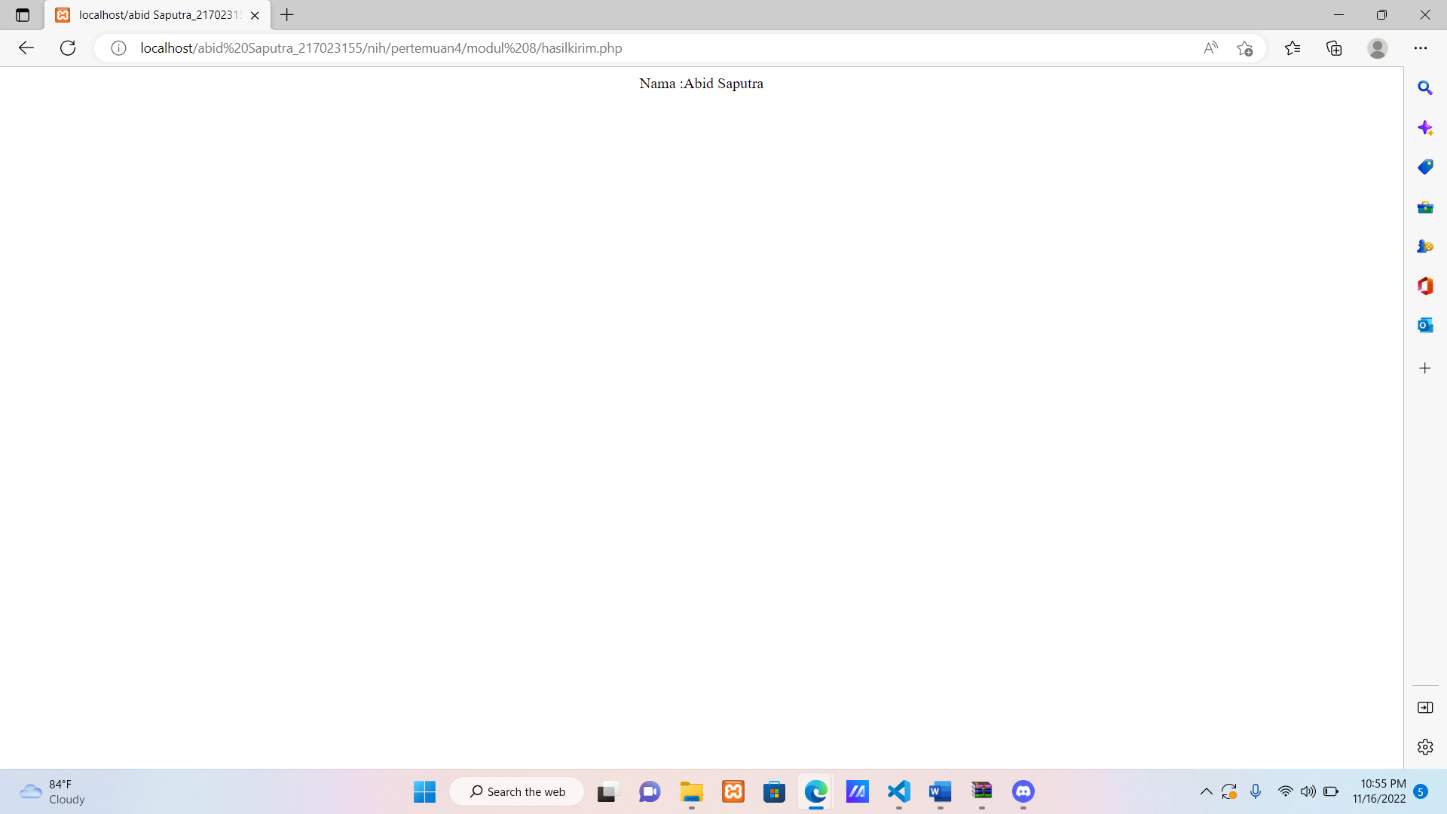 localhost/abid Saputra_21702315
localhost/abid%20Saputra_217023155/nih/pertemuan4/modul%208/hasilkirim.php
Nama :Abid Saputra
84°F
Cloudy
Search the web
10:55 PM
11/16/2022
5